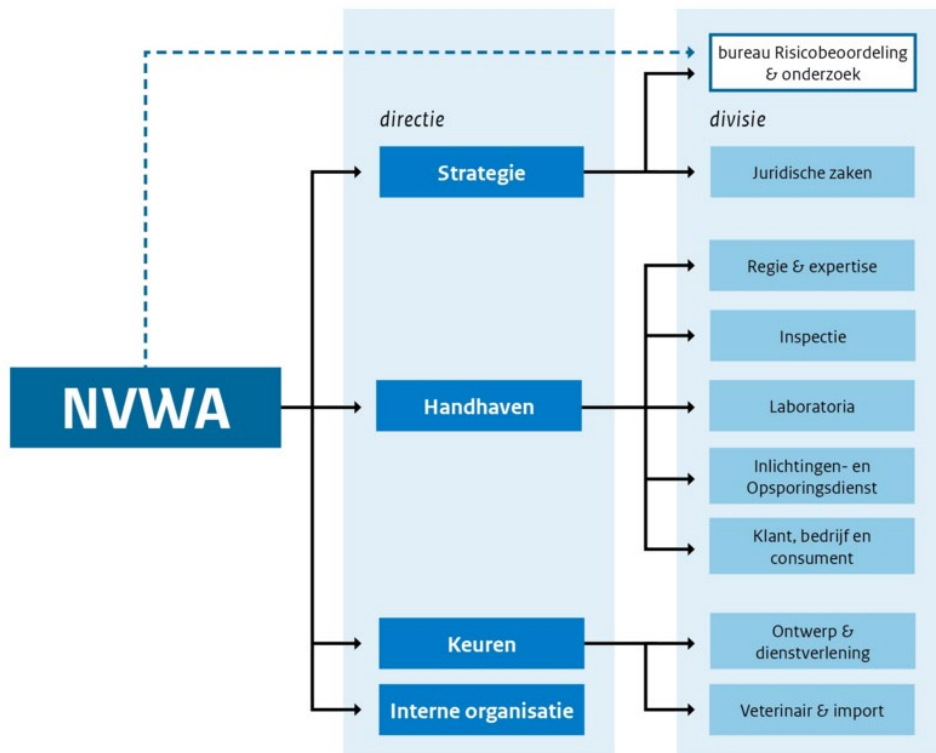 bureau Risicobeoordeling
& onderzoek
directie
divisie
Strategie
Juridische zaken
Regie & expertise
Inspectie
NVWA
Handhaven
Laboratoria
Inlichtingen- en
Opsporingsdienst
Klant, bedrijf en
consument
Keuren
Ontwerp &
dienstverlening
Interne organisatie
Veterinair & import